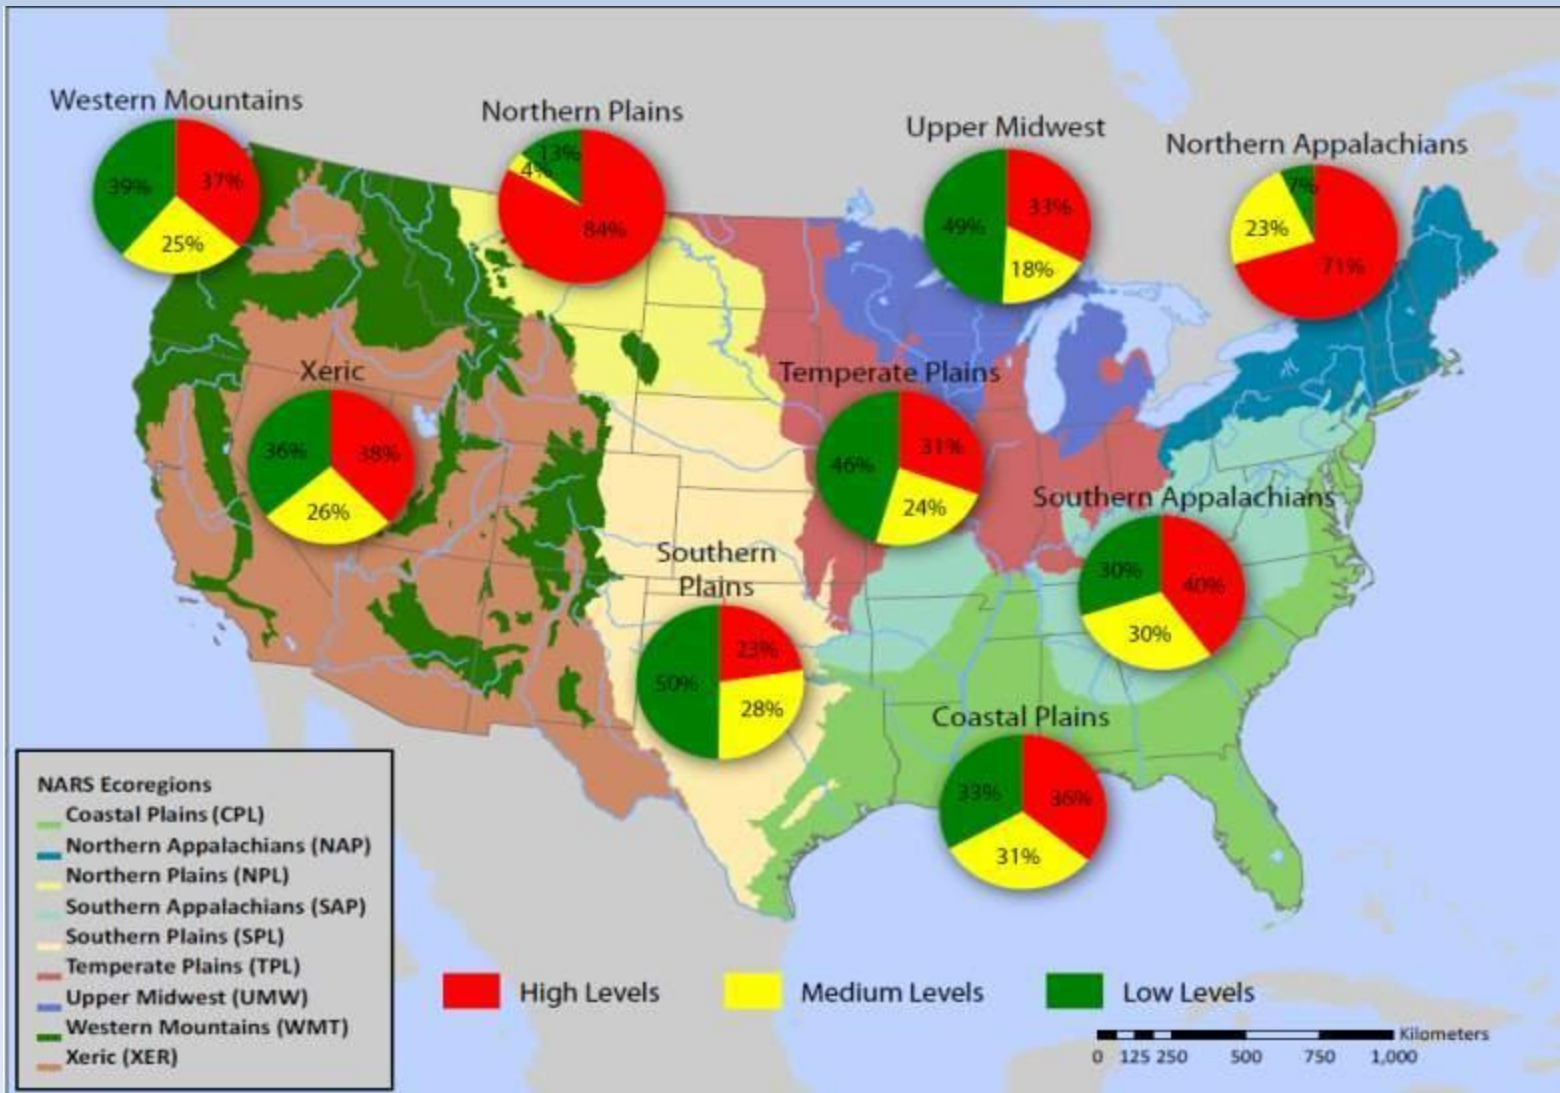 Western Mountains
39%
37%
25%
Northern Plains
13%
4%
84%
Upper Midwest
49%
33%
18%
Northern Appalachians
7%
23%
71%
Xeric
36%
38%
26%
Temperate Plains
46%
31%
24%
Southern Appalachians
30%
40%
30%
Southern
Plains
50%
23%
28%
Coastal Plains
33%
36%
31%
NARS Ecoregions
Coastal Plains (CPL)
Northern Appalachians (NAP)
Northern Plains (NPL)
Southern Appalachians (SAP)
Southern Plains (SPL)
Temperate Plains (TPL)
Upper Midwest (UMW)
Western Mountains (WMT)
Xeric (XER)
High Levels
Medium Levels
Low Levels
Kilometers
0 125 250 500 750 1,000